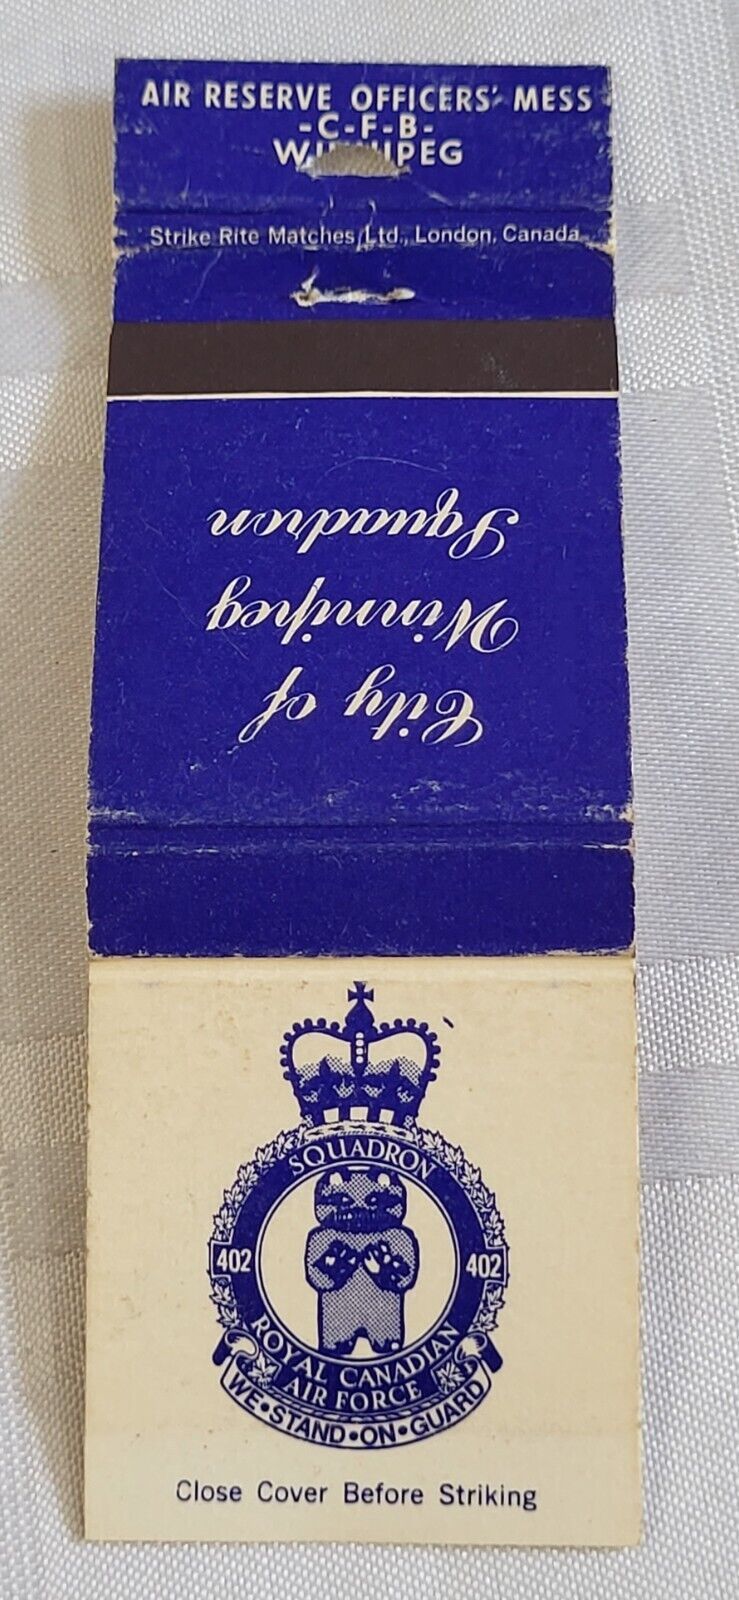 AIR RESERVE OFFICERS' MESS
-C-F-B-
WINNIPEG
Strike Rite Matches, Ltd., London, Canada
City of
Winnipeg
Squadron
SQUADRON
402 402
ROYAL CANADIAN
AIR FORCE
WE•STAND•ON•GUARD
Close Cover Before Striking